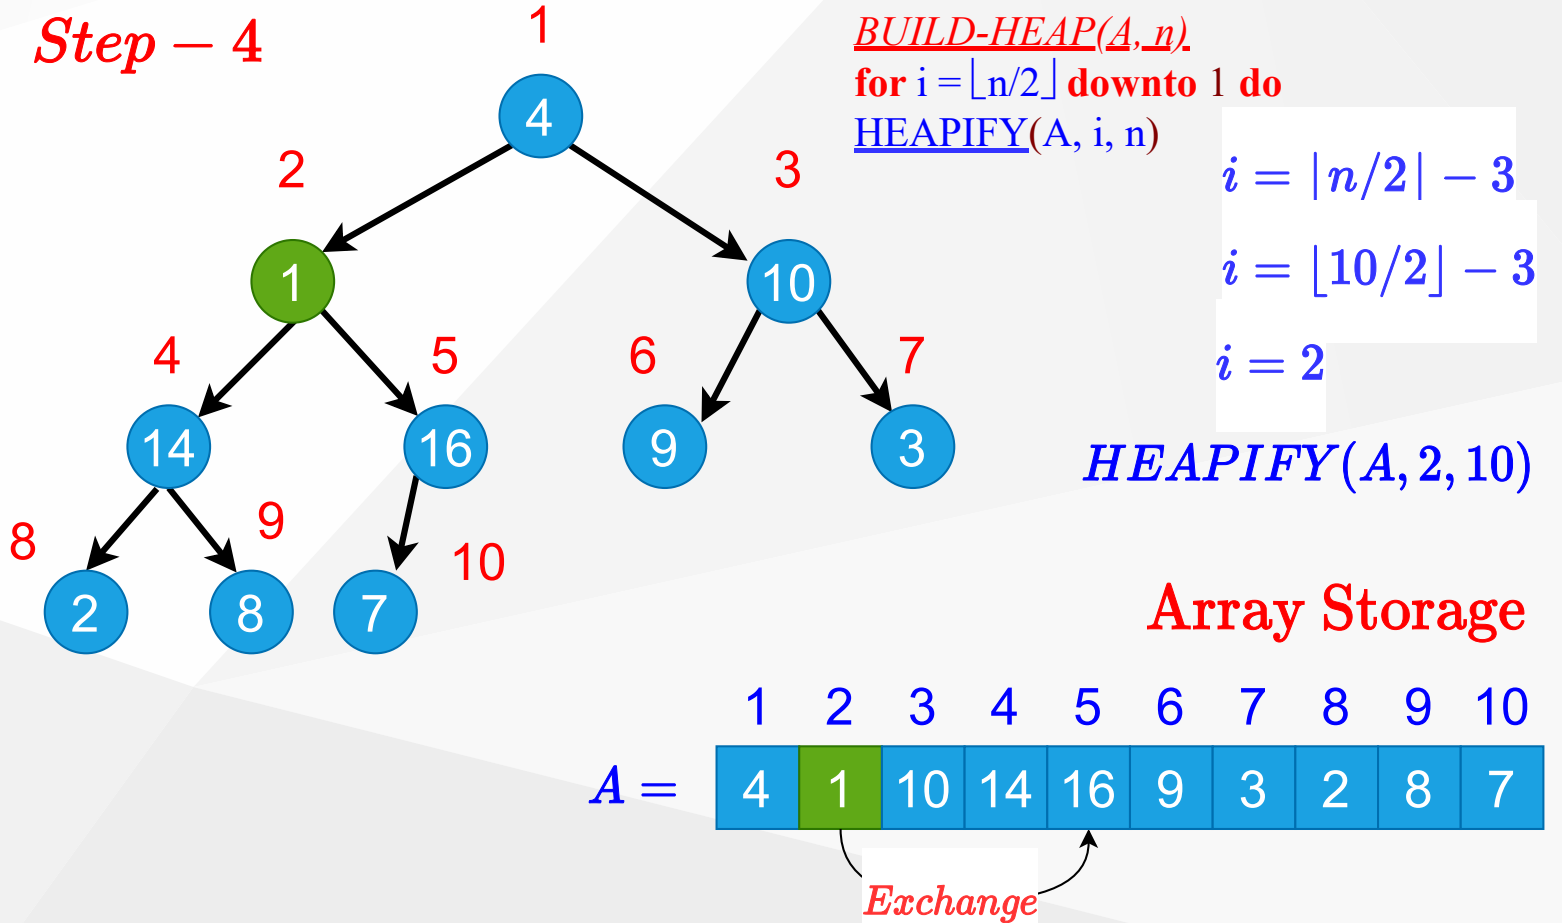 Step – 4
BUILD-HEAP(A, n)
for i = ⌊n/2⌋ downto 1 do
HEAPIFY(A, i, n)
i = |n/2| − 3
i = ⌊10/2⌋ − 3
i = 2
HEAPIFY(A, 2, 10)
1
4
2 3
1 10
4 5 6 7
14 16 9 3
8 9 10
2 8 7
Array Storage
1 2 3 4 5 6 7 8 9 10
A = 4 1 10 14 16 9 3 2 8 7
Exchange